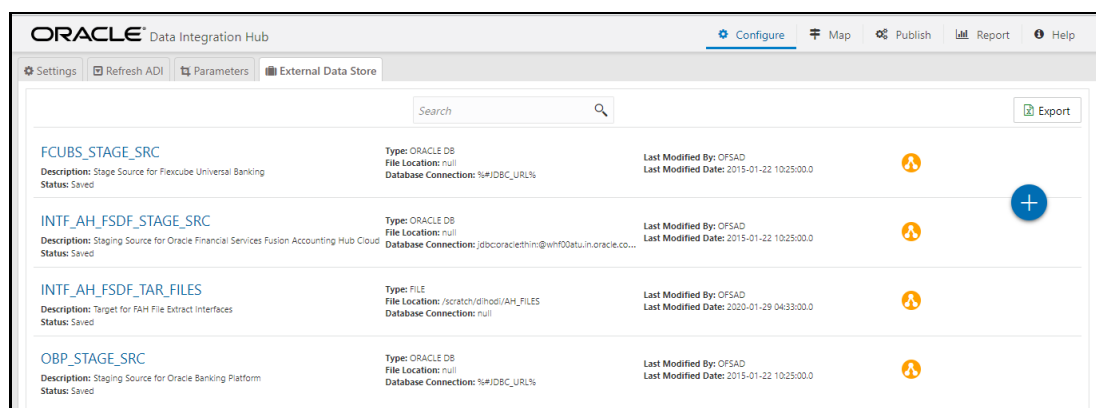 ORACLE® Data Integration Hub
Configure Map Publish Report Help
Settings Refresh ADI Parameters External Data Store
Search
Export
FCUBS_STAGE_SRC
Description: Stage Source for Flexcube Universal Banking
Status: Saved
Type: ORACLE DB
File Location: null
Database Connection: %#JDBC_URL%
Last Modified By: OFSAD
Last Modified Date: 2015-01-22 10:25:00.0
INTF_AH_FSDF_STAGE_SRC
Description: Staging Source for Oracle Financial Services Fusion Accounting Hub Cloud
Status: Saved
Type: ORACLE DB
File Location: null
Database Connection: jdbc:oracle:thin:@whf00atu.in.oracle.co...
Last Modified By: OFSAD
Last Modified Date: 2015-01-22 10:25:00.0
INTF_AH_FSDF_TAR_FILES
Description: Target for FAH File Extract Interfaces
Status: Saved
Type: FILE
File Location: /scratch/dihodi/AH_FILES
Database Connection: null
Last Modified By: OFSAD
Last Modified Date: 2020-01-29 04:33:00.0
OBP_STAGE_SRC
Description: Staging Source for Oracle Banking Platform
Status: Saved
Type: ORACLE DB
File Location: null
Database Connection: %#JDBC_URL%
Last Modified By: OFSAD
Last Modified Date: 2015-01-22 10:25:00.0